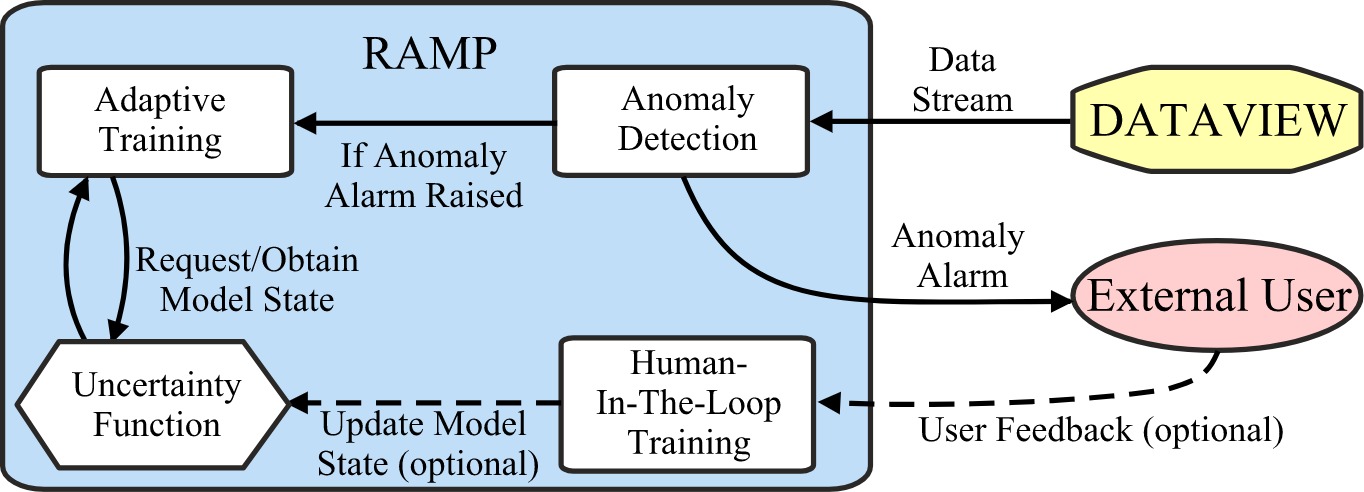 RAMP
Adaptive
Training
Anomaly
Detection
If Anomaly
Alarm Raised
Data
Stream
DATAVIEW
Request/Obtain
Model State
Anomaly
Alarm
External User
Uncertainty
Function
Update Model
State (optional)
Human-
In-The-Loop
Training
User Feedback (optional)